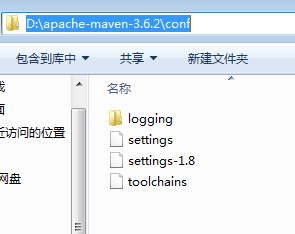 D:\apache-maven-3.6.2\conf
包含到库中 共享 新建文件夹
名称
logging
settings
settings-1.8
toolchains
面
近访问的位置
网盘